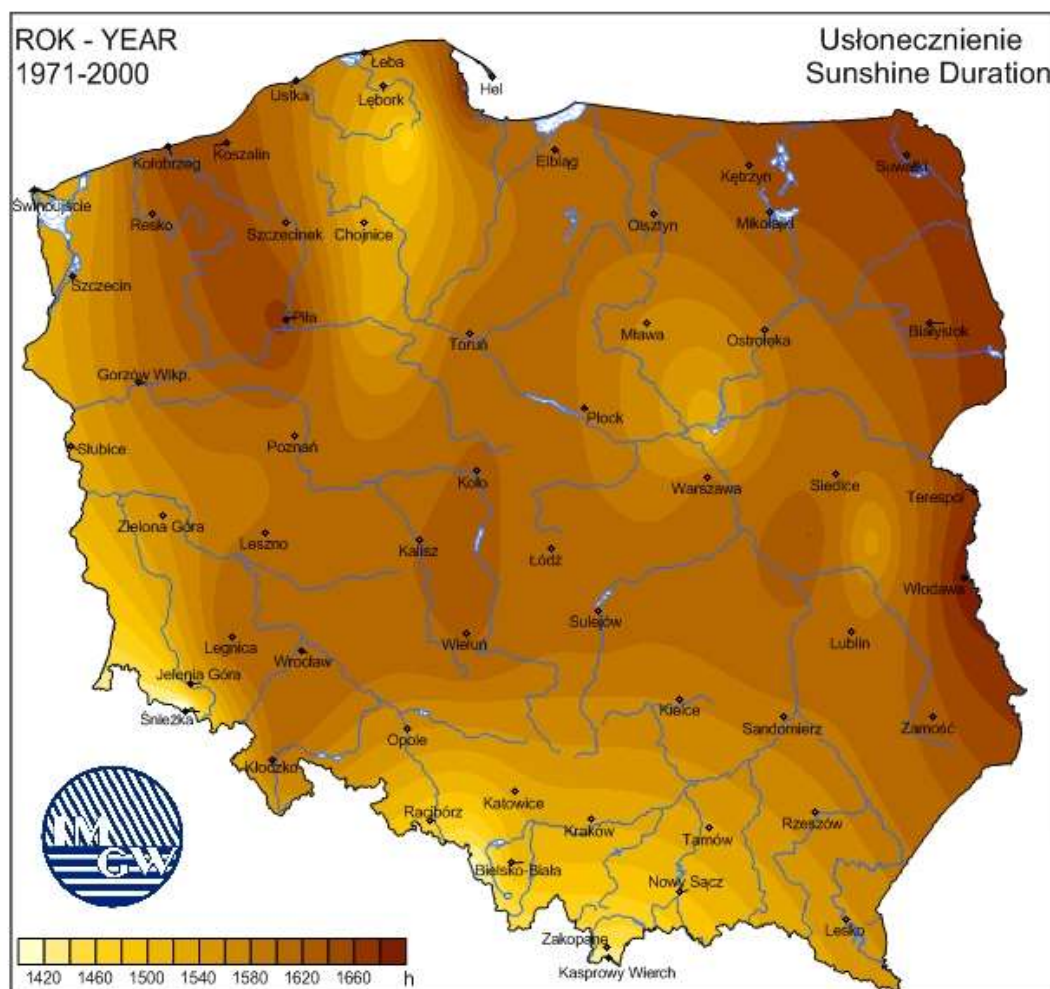 ROK - YEAR
1971-2000
Usłonecznienie
Sunshine Duration
Łeba
Ustka
Lębork
Hel
Kołobrzeg
Koszalin
Elbląg
Kętrzyn
Suwałki
Świnoujście
Resko
Szczecinek
Chojnice
Olsztyn
Mikołajki
Szczecin
Piła
Toruń
Mława
Ostrołęka
Białystok
Gorzów Wlkp.
Płock
Słubice
Poznań
Koło
Warszawa
Siedlce
Terespol
Zielona Góra
Leszno
Kalisz
Łódź
Włodawa
Sulejów
Legnica
Wrocław
Wieluń
Lublin
Jelenia Góra
Śnieżka
Kielce
Sandomierz
Zamość
Opole
Kłodzko
Racibórz
Katowice
Kraków
Tarnów
Rzeszów
Bielsko-Biała
Nowy Sącz
Lesko
Zakopane
Kasprowy Wierch
IM
GW
1420 1460 1500 1540 1580 1620 1660 h